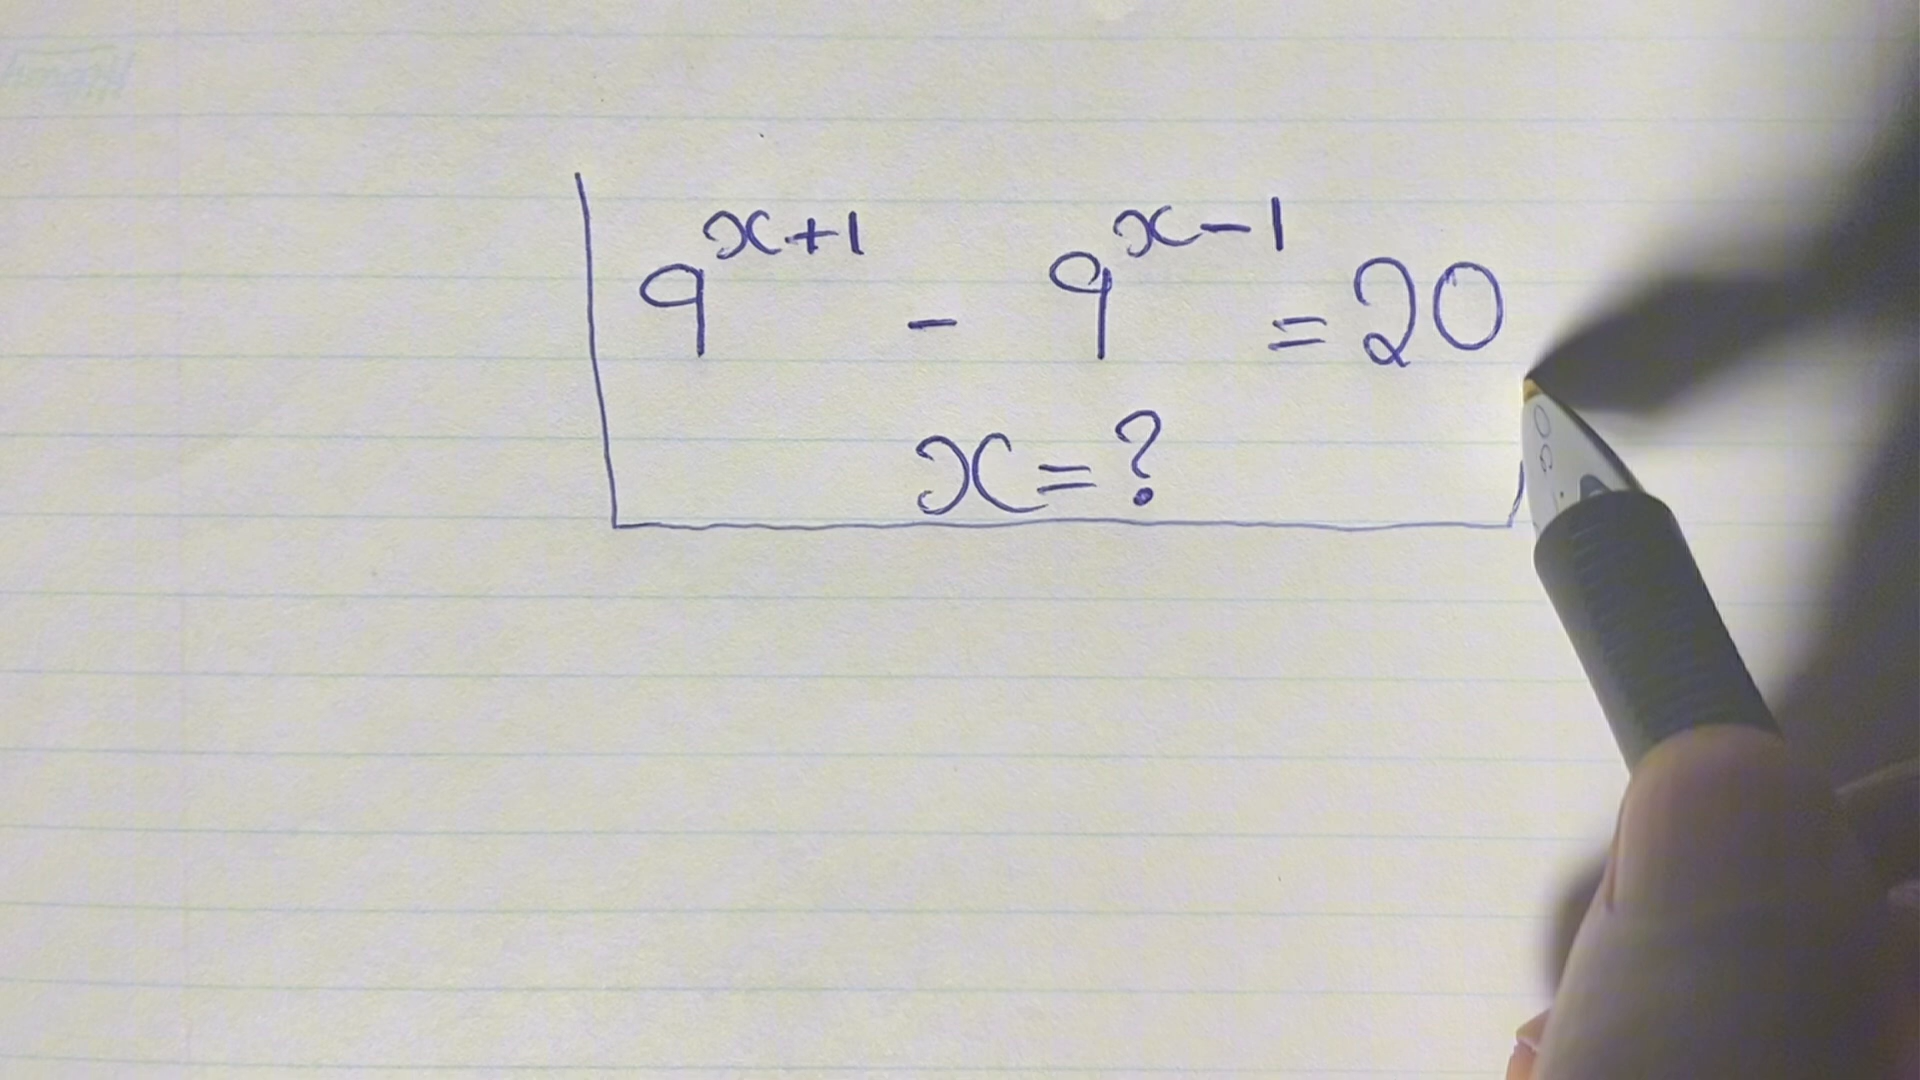 9^{x+1} - 9^{x-1} = 20
x = ?